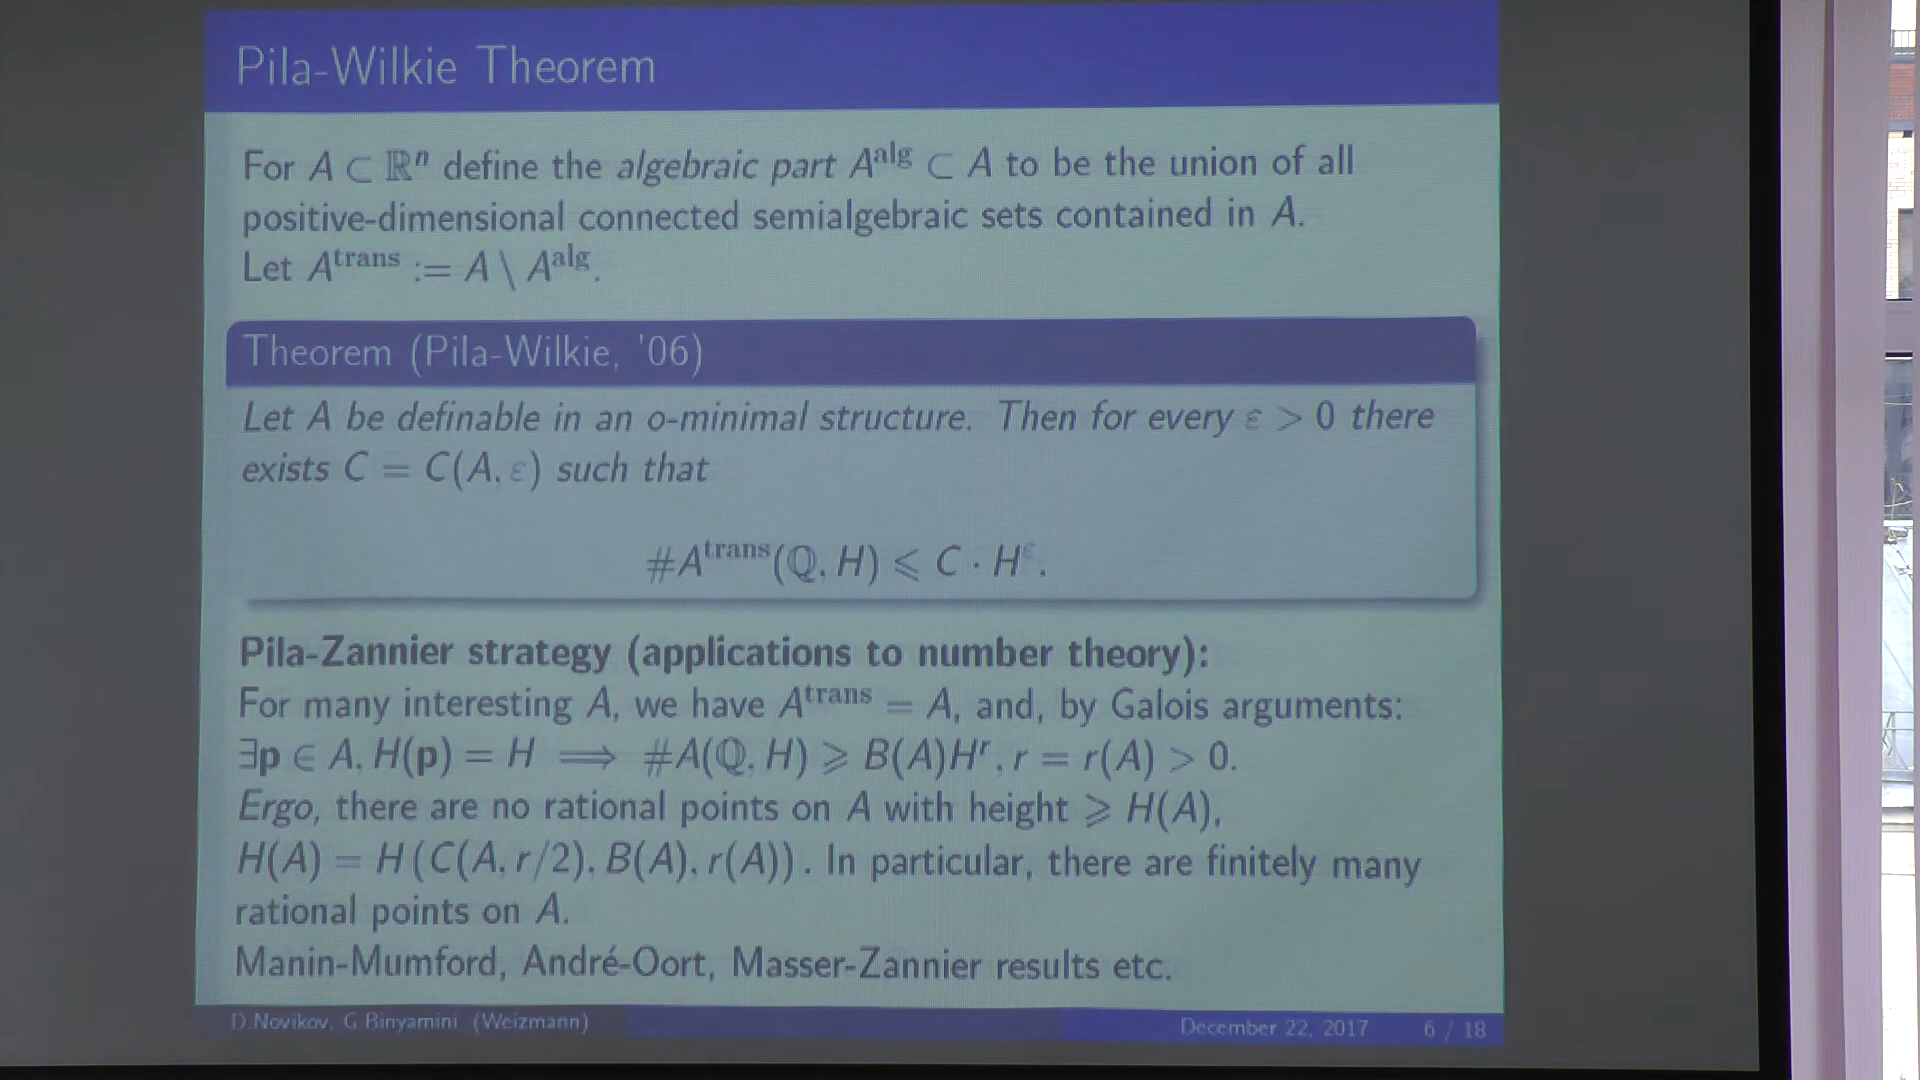 Pila-Wilkie Theorem
For A ⊂ ℝⁿ define the algebraic part A^alg ⊂ A to be the union of all
positive-dimensional connected semialgebraic sets contained in A.
Let A^trans := A \ A^alg.
Theorem (Pila-Wilkie, '06)
Let A be definable in an o-minimal structure. Then for every ε > 0 there
exists C = C(A, ε) such that
#A^trans(ℚ, H) ⩽ C · H^ε.
Pila-Zannier strategy (applications to number theory):
For many interesting A, we have A^trans = A, and, by Galois arguments:
∃p ∈ A, H(p) = H ⟹ #A(ℚ, H) ⩾ B(A)H^r, r = r(A) > 0.
Ergo, there are no rational points on A with height ⩾ H(A),
H(A) = H (C(A, r/2), B(A), r(A)) . In particular, there are finitely many
rational points on A.
Manin-Mumford, André-Oort, Masser-Zannier results etc.
D.Novikov, G.Binyamini (Weizmann) December 22, 2017 6 / 18